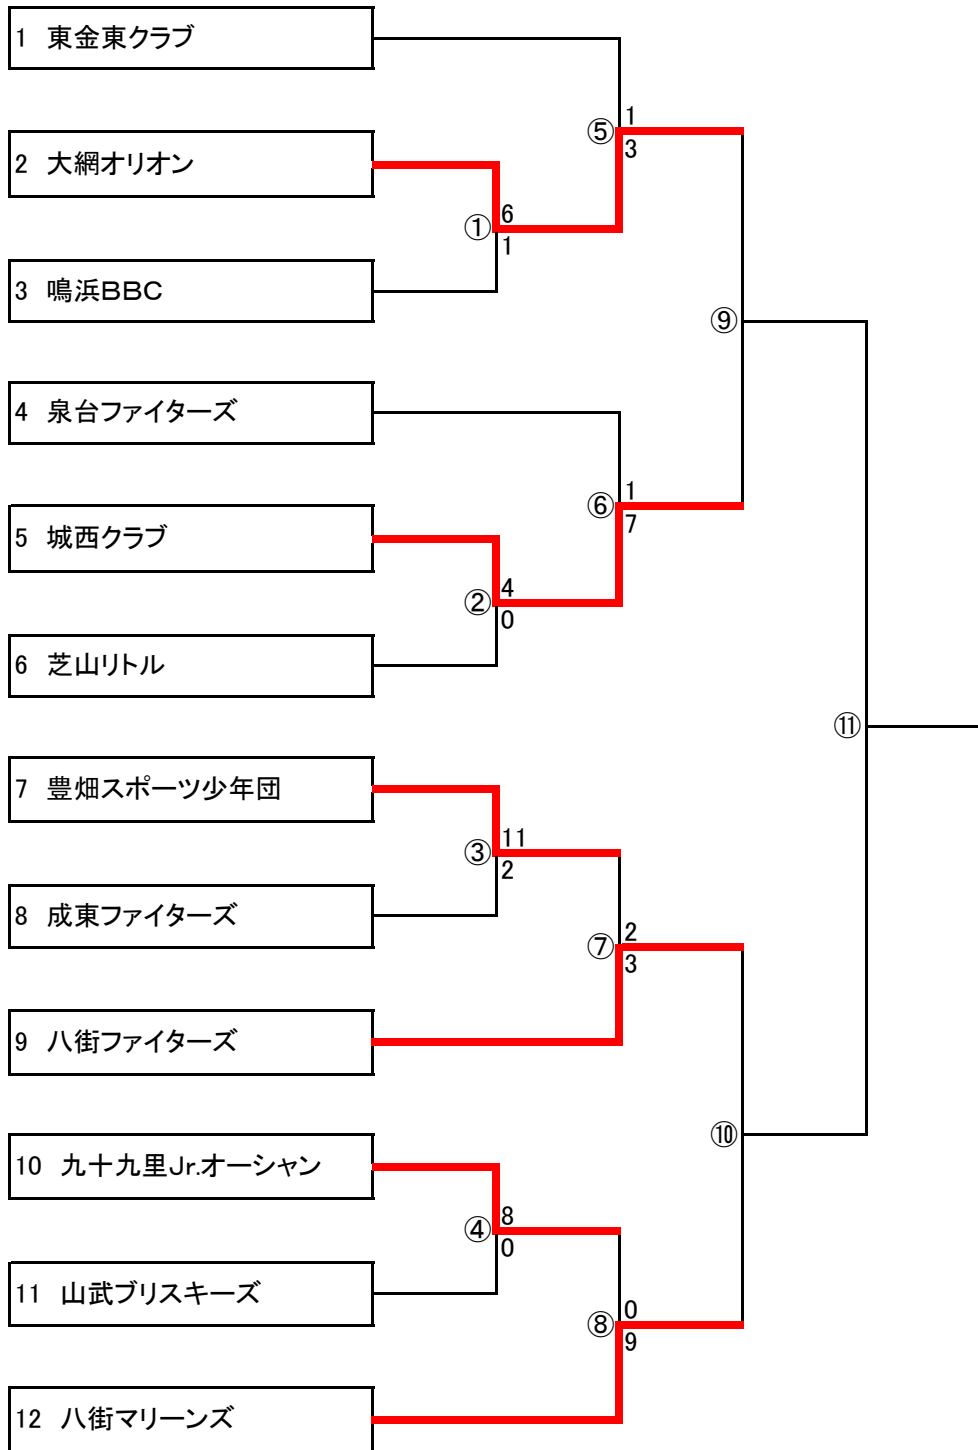 1 東金東クラブ
1
⑤
3
2 大網オリオン
6
①
1
3 鳴浜BBC
⑨
4 泉台ファイターズ
1
⑥
7
5 城西クラブ
4
②
0
6 芝山リトル
⑪
7 豊畑スポーツ少年団
11
③
2
8 成東ファイターズ
2
⑦
3
9 八街ファイターズ
⑩
10 九十九里Jr.オーシャン
8
④
0
11 山武ブリスキーズ
0
⑧
9
12 八街マリーンズ